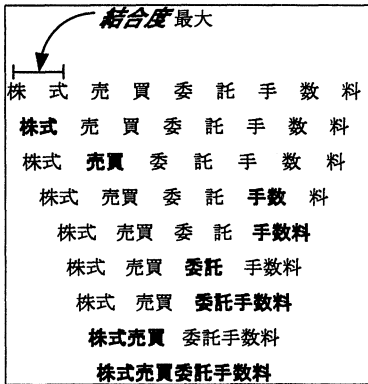 結合度最大
株 式 売 買 委 託 手 数 料
株式 売 買 委 託 手 数 料
株式 売買 委 託 手 数 料
株式 売買 委 託 手数 料
株式 売買 委 託 手数料
株式 売買 委託 手数料
株式 売買 委託手数料
株式売買 委託手数料
株式売買委託手数料